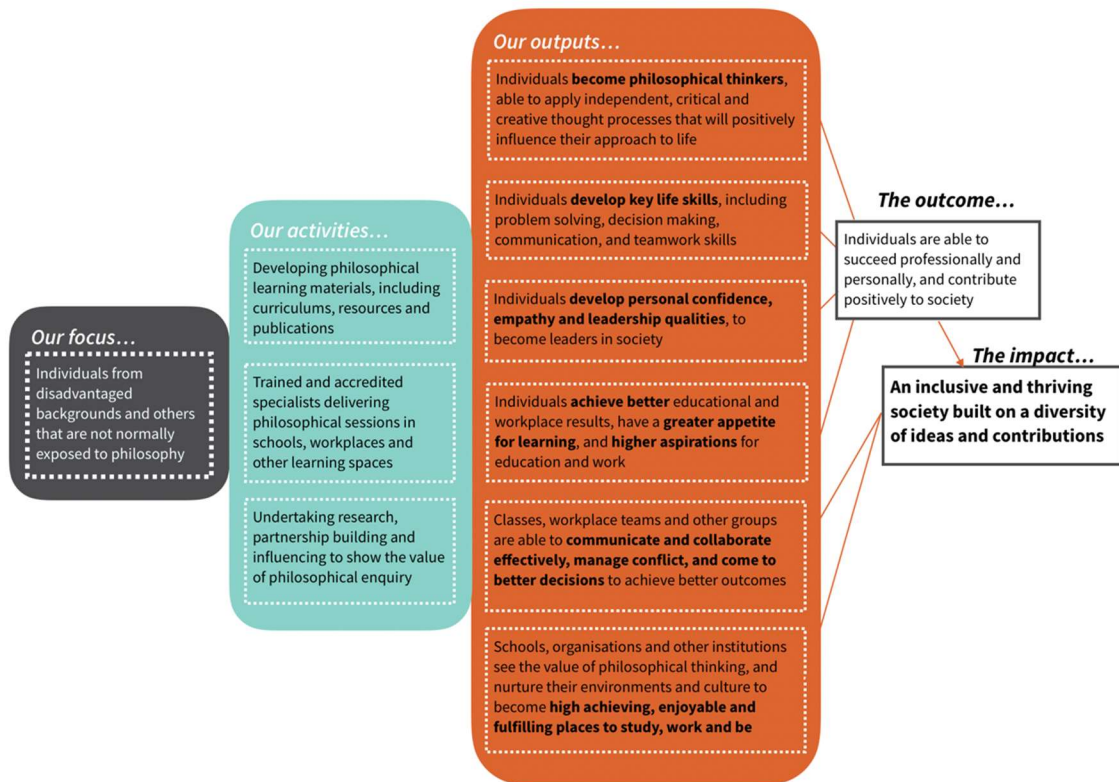 Our focus...
Individuals from
disadvantaged
backgrounds and others
that are not normally
exposed to philosophy
Our activities...
Developing philosophical
learning materials, including
curriculums, resources and
publications
Trained and accredited
specialists delivering
philosophical sessions in
schools, workplaces and
other learning spaces
Undertaking research,
partnership building and
influencing to show the value
of philosophical enquiry
Our outputs...
Individuals become philosophical thinkers,
able to apply independent, critical and
creative thought processes that will positively
influence their approach to life
Individuals develop key life skills, including
problem solving, decision making,
communication, and teamwork skills
Individuals develop personal confidence,
empathy and leadership qualities, to
become leaders in society
Individuals achieve better educational and
workplace results, have a greater appetite
for learning, and higher aspirations for
education and work
Classes, workplace teams and other groups
are able to communicate and collaborate
effectively, manage conflict, and come to
better decisions to achieve better outcomes
Schools, organisations and other institutions
see the value of philosophical thinking, and
nurture their environments and culture to
become high achieving, enjoyable and
fulfilling places to study, work and be
The outcome...
Individuals are able to
succeed professionally and
personally, and contribute
positively to society
The impact...
An inclusive and thriving
society built on a diversity
of ideas and contributions